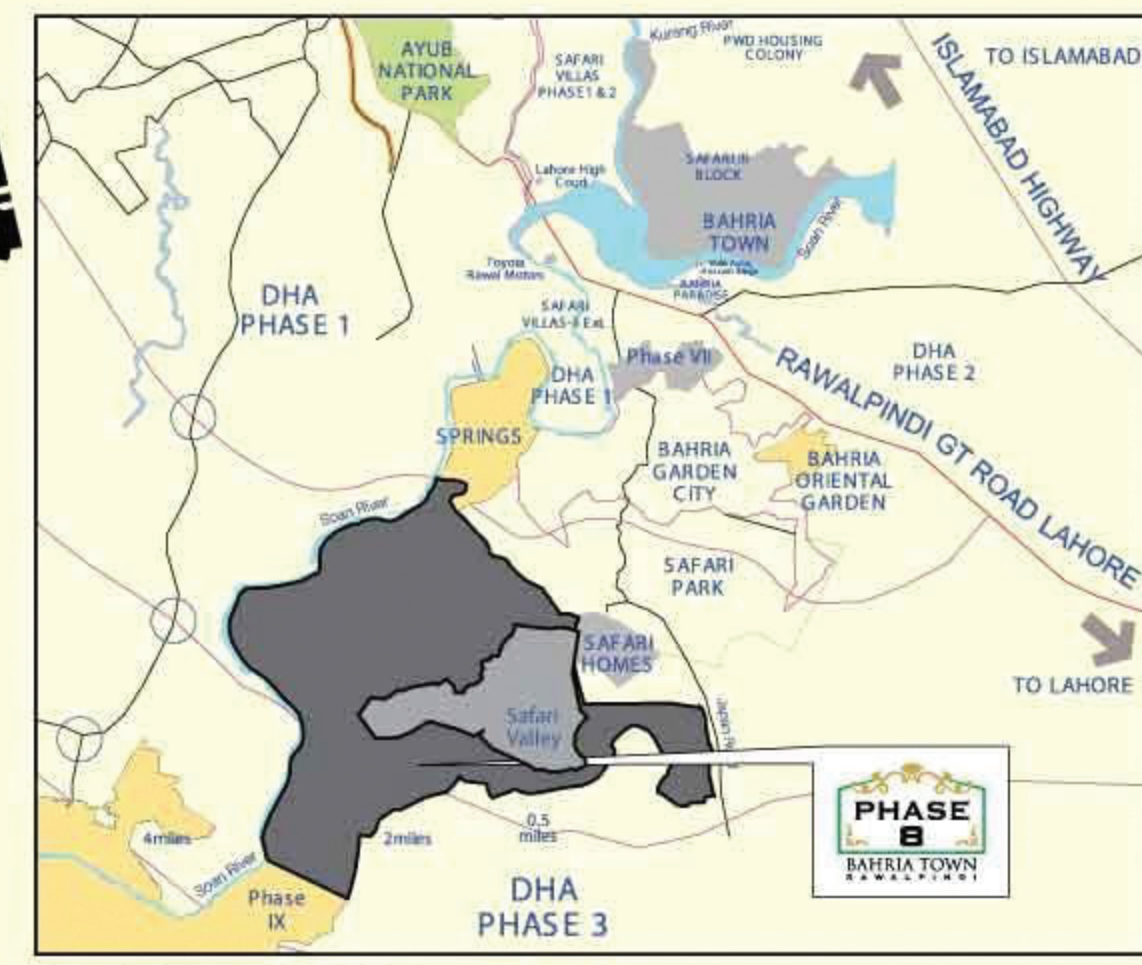 Kurang River
PWD HOUSING
COLONY
AYUB
NATIONAL
PARK
SAFARI
VILLAS
PHASE 1 & 2
TO ISLAMABAD
ISLAMABAD HIGHWAY
Lahore High
Court
BLOCK
BAHRIA
TOWN
Soan River
Toyota
Rawal Motors
BAHRIA
PARADISE
DHA
PHASE 1
SAFARI
VILLAS-II Ext.
Phase VII
DHA
PHASE 2
DHA
PHASE 1
RAWALPINDI GT ROAD LAHORE
SPRINGS
BAHRIA
GARDEN
CITY
BAHRIA
ORIENTAL
GARDEN
Soan River
SAFARI
PARK
SAFARI
HOMES
TO LAHORE
Safari
Valley
PHASE
8
BAHRIA TOWN
RAWALPINDI
4miles
2miles
0.5
miles
Soan River
Phase
IX
DHA
PHASE 3